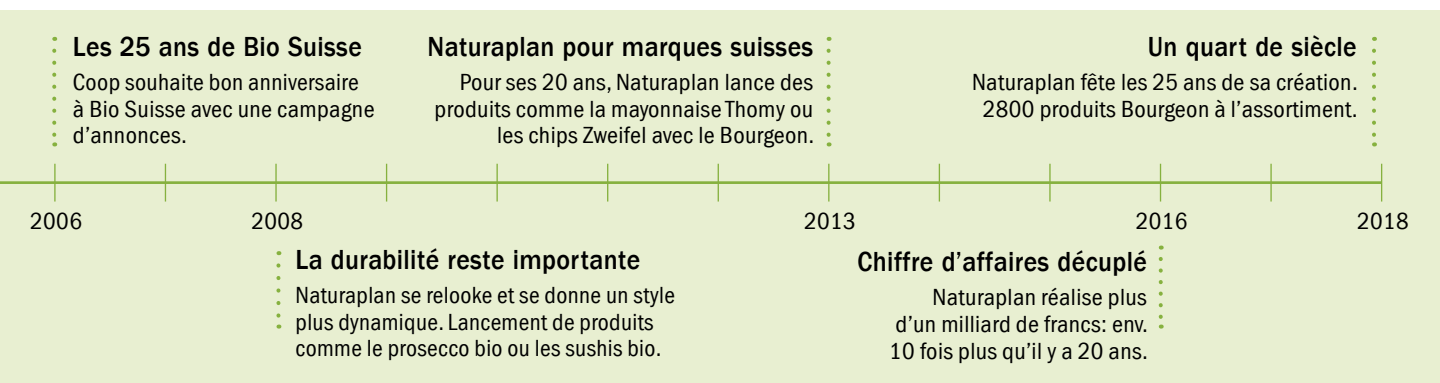 Les 25 ans de Bio Suisse
Coop souhaite bon anniversaire
à Bio Suisse avec une campagne
d’annonces.
Naturaplan pour marques suisses
Pour ses 20 ans, Naturaplan lance des
produits comme la mayonnaise Thomy ou
les chips Zweifel avec le Bourgeon.
Un quart de siècle
Naturaplan fête les 25 ans de sa création.
2800 produits Bourgeon à l’assortiment.
2006
2008
2013
2016
2018
La durabilité reste importante
Naturaplan se relooke et se donne un style
plus dynamique. Lancement de produits
comme le prosecco bio ou les sushis bio.
Chiffre d’affaires décuplé
Naturaplan réalise plus
d’un milliard de francs: env.
10 fois plus qu’il y a 20 ans.